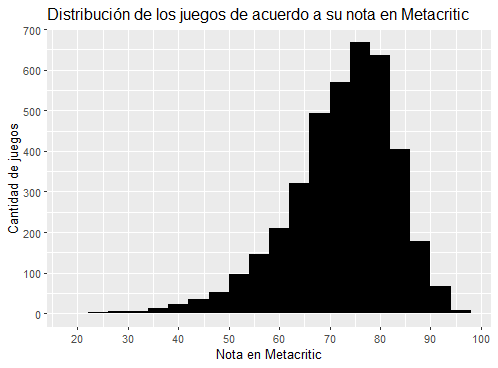 Distribución de los juegos de acuerdo a su nota en Metacritic
Cantidad de juegos
700
600
500
400
300
200
100
0
20 30 40 50 60 70 80 90 100
Nota en Metacritic